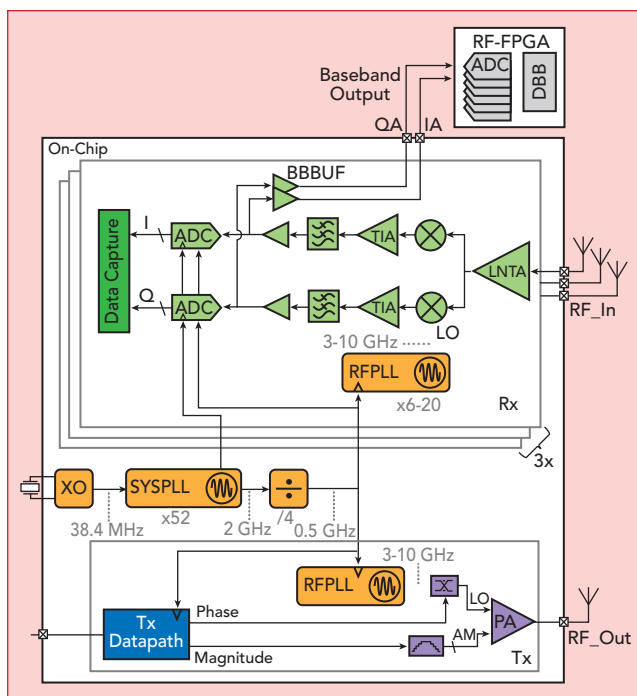 RF-FPGA
ADC
DBB
Baseband
Output
QA
IA
On-Chip
BBBUF
Data Capture
I
ADC
TIA
LNTA
Q
ADC
TIA
LO
RF_In
3-10 GHz
RFPLL
x6-20
Rx
3x
XO
SYSPLL
/4
x52
38.4 MHz
2 GHz
0.5 GHz
3-10 GHz
RFPLL
Tx
Datapath
Phase
LO
PA
Magnitude
AM
Tx
RF_Out